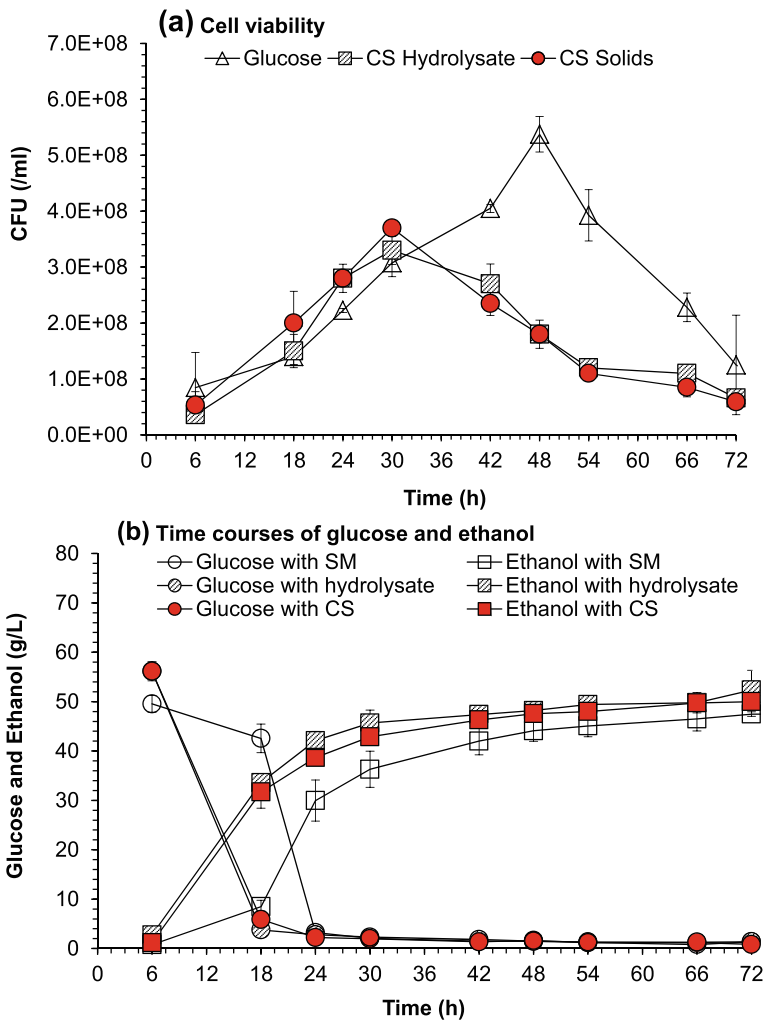 (a) Cell viability
Glucose CS Hydrolysate CS Solids
7.0E+08
6.0E+08
5.0E+08
4.0E+08
3.0E+08
2.0E+08
1.0E+08
0.0E+00
CFU (/ml)
0 6 12 18 24 30 36 42 48 54 60 66 72
Time (h)
(b) Time courses of glucose and ethanol
Glucose with SM Ethanol with SM
Glucose with hydrolysate Ethanol with hydrolysate
Glucose with CS Ethanol with CS
80
70
60
50
40
30
20
10
0
Glucose and Ethanol (g/L)
0 6 12 18 24 30 36 42 48 54 60 66 72
Time (h)